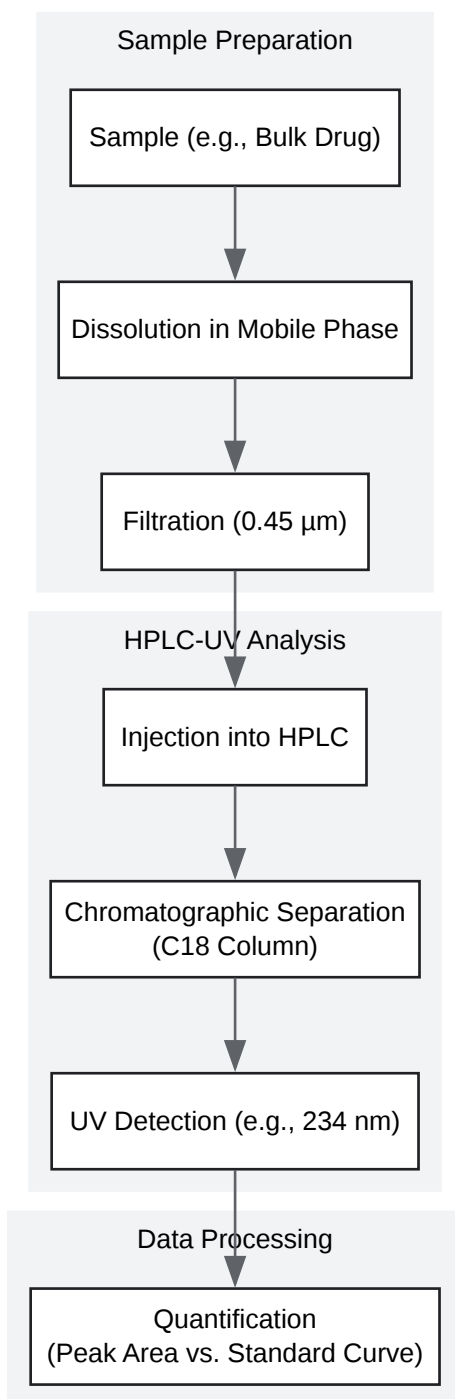 Sample Preparation
Sample (e.g., Bulk Drug)
Dissolution in Mobile Phase
Filtration (0.45 µm)
HPLC-UV Analysis
Injection into HPLC
Chromatographic Separation
(C18 Column)
UV Detection (e.g., 234 nm)
Data Processing
Quantification
(Peak Area vs. Standard Curve)